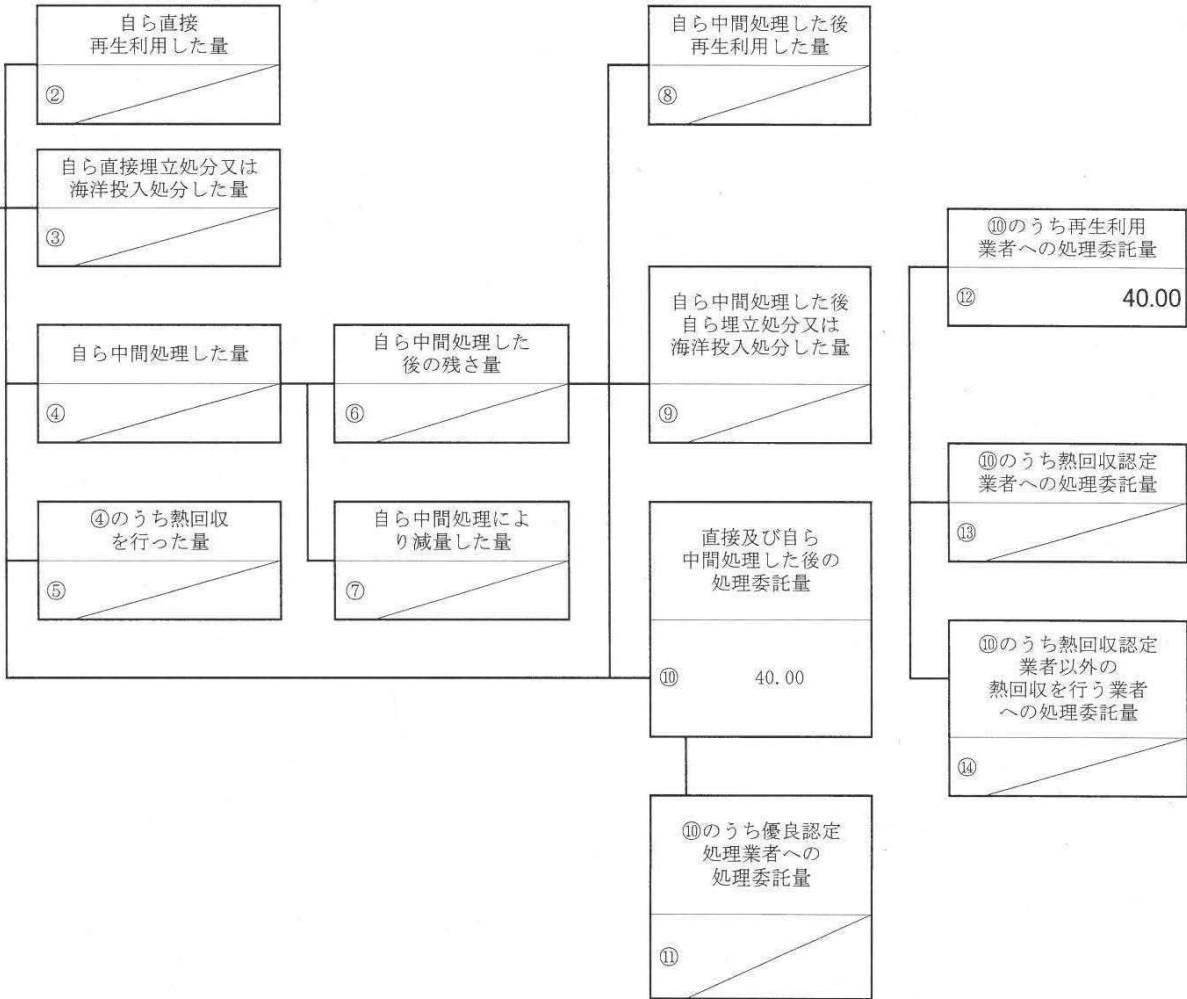 自ら直接
再生利用した量
②
自ら直接埋立処分又は
海洋投入処分した量
③
自ら中間処理した量
④
④のうち熱回収
を行った量
⑤
自ら中間処理した
後の残さ量
⑥
自ら中間処理によ
り減量した量
⑦
自ら中間処理した後
再生利用した量
⑧
自ら中間処理した後
自ら埋立処分又は
海洋投入処分した量
⑨
直接及び自ら
中間処理した後の
処理委託量
⑩ 40.00
⑩のうち優良認定
処理業者への
処理委託量
⑪
⑩のうち再生利用
業者への処理委託量
⑫ 40.00
⑩のうち熱回収認定
業者への処理委託量
⑬
⑩のうち熱回収認定
業者以外の
熱回収を行う業者
への処理委託量
⑭